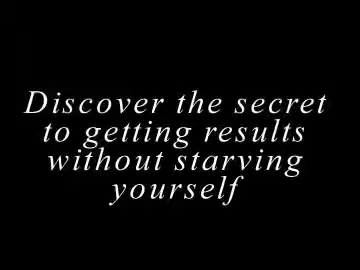 Discover the secret
to getting results
without starving
yourself